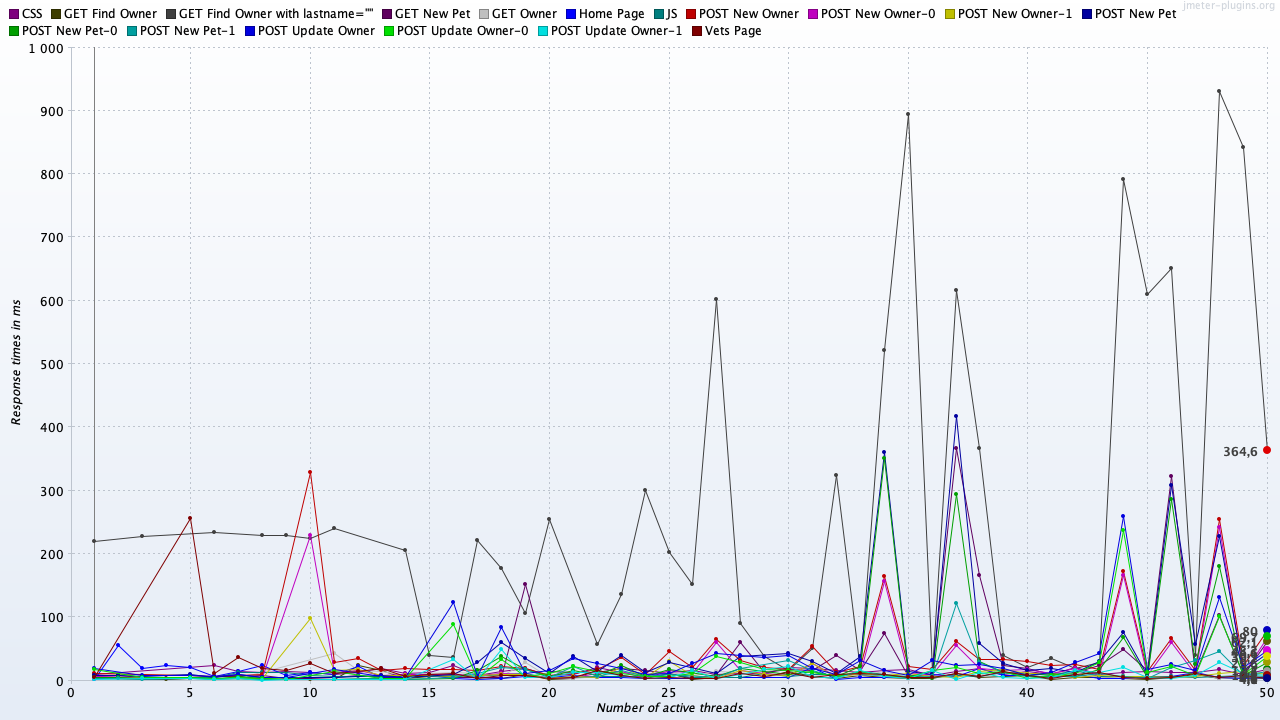 CSS GET Find Owner GET Find Owner with lastname="" GET New Pet GET Owner Home Page JS POST New Owner POST New Owner-0 POST New Owner-1 POST New Pet
jmeter-plugins.org
POST New Pet-0 POST New Pet-1 POST Update Owner POST Update Owner-0 POST Update Owner-1 Vets Page
1 000
900
800
700
600
500
400
300
200
100
0
Response times in ms
364,6
80
0 5 10 15 20 25 30 35 40 45 50
Number of active threads